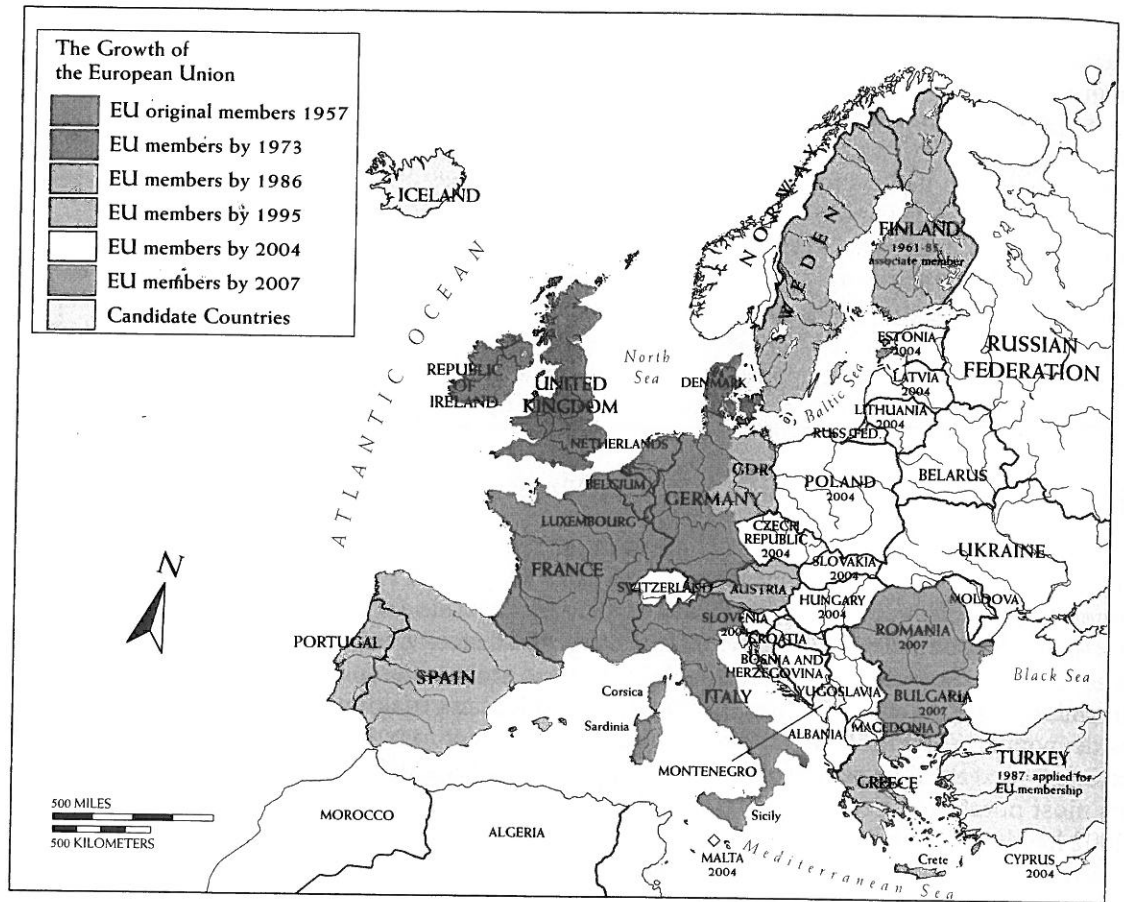 The Growth of
the European Union
EU original members 1957
EU members by 1973
EU members by 1986
EU members by 1995
EU members by 2004
EU members by 2007
Candidate Countries
ICELAND
ATLANTIC OCEAN
NORWAY
SWEDEN
FINLAND
1961-85:
associate member
RUSSIAN
FEDERATION
ESTONIA
2004
LATVIA
2004
LITHUANIA
2004
RUSS. FED.
Baltic Sea
North
Sea
REPUBLIC
OF
IRELAND
UNITED
KINGDOM
DENMARK
NETHERLANDS
BELGIUM
LUXEMBOURG
GERMANY
GDR
POLAND
2004
BELARUS
CZECH
REPUBLIC
2004
SLOVAKIA
2004
UKRAINE
N
FRANCE
SWITZERLAND
AUSTRIA
HUNGARY
2004
MOLDOVA
SLOVENIA
2004
CROATIA
ROMANIA
2007
PORTUGAL
SPAIN
BOSNIA AND
HERZEGOVINA
YUGOSLAVIA
BULGARIA
2007
Black Sea
Corsica
Sardinia
ITALY
ALBANIA
MACEDONIA
MONTENEGRO
GREECE
TURKEY
1987: applied for
EU membership
500 MILES
500 KILOMETERS
MOROCCO
ALGERIA
Sicily
MALTA
2004
Mediterranean Sea
Crete
CYPRUS
2004